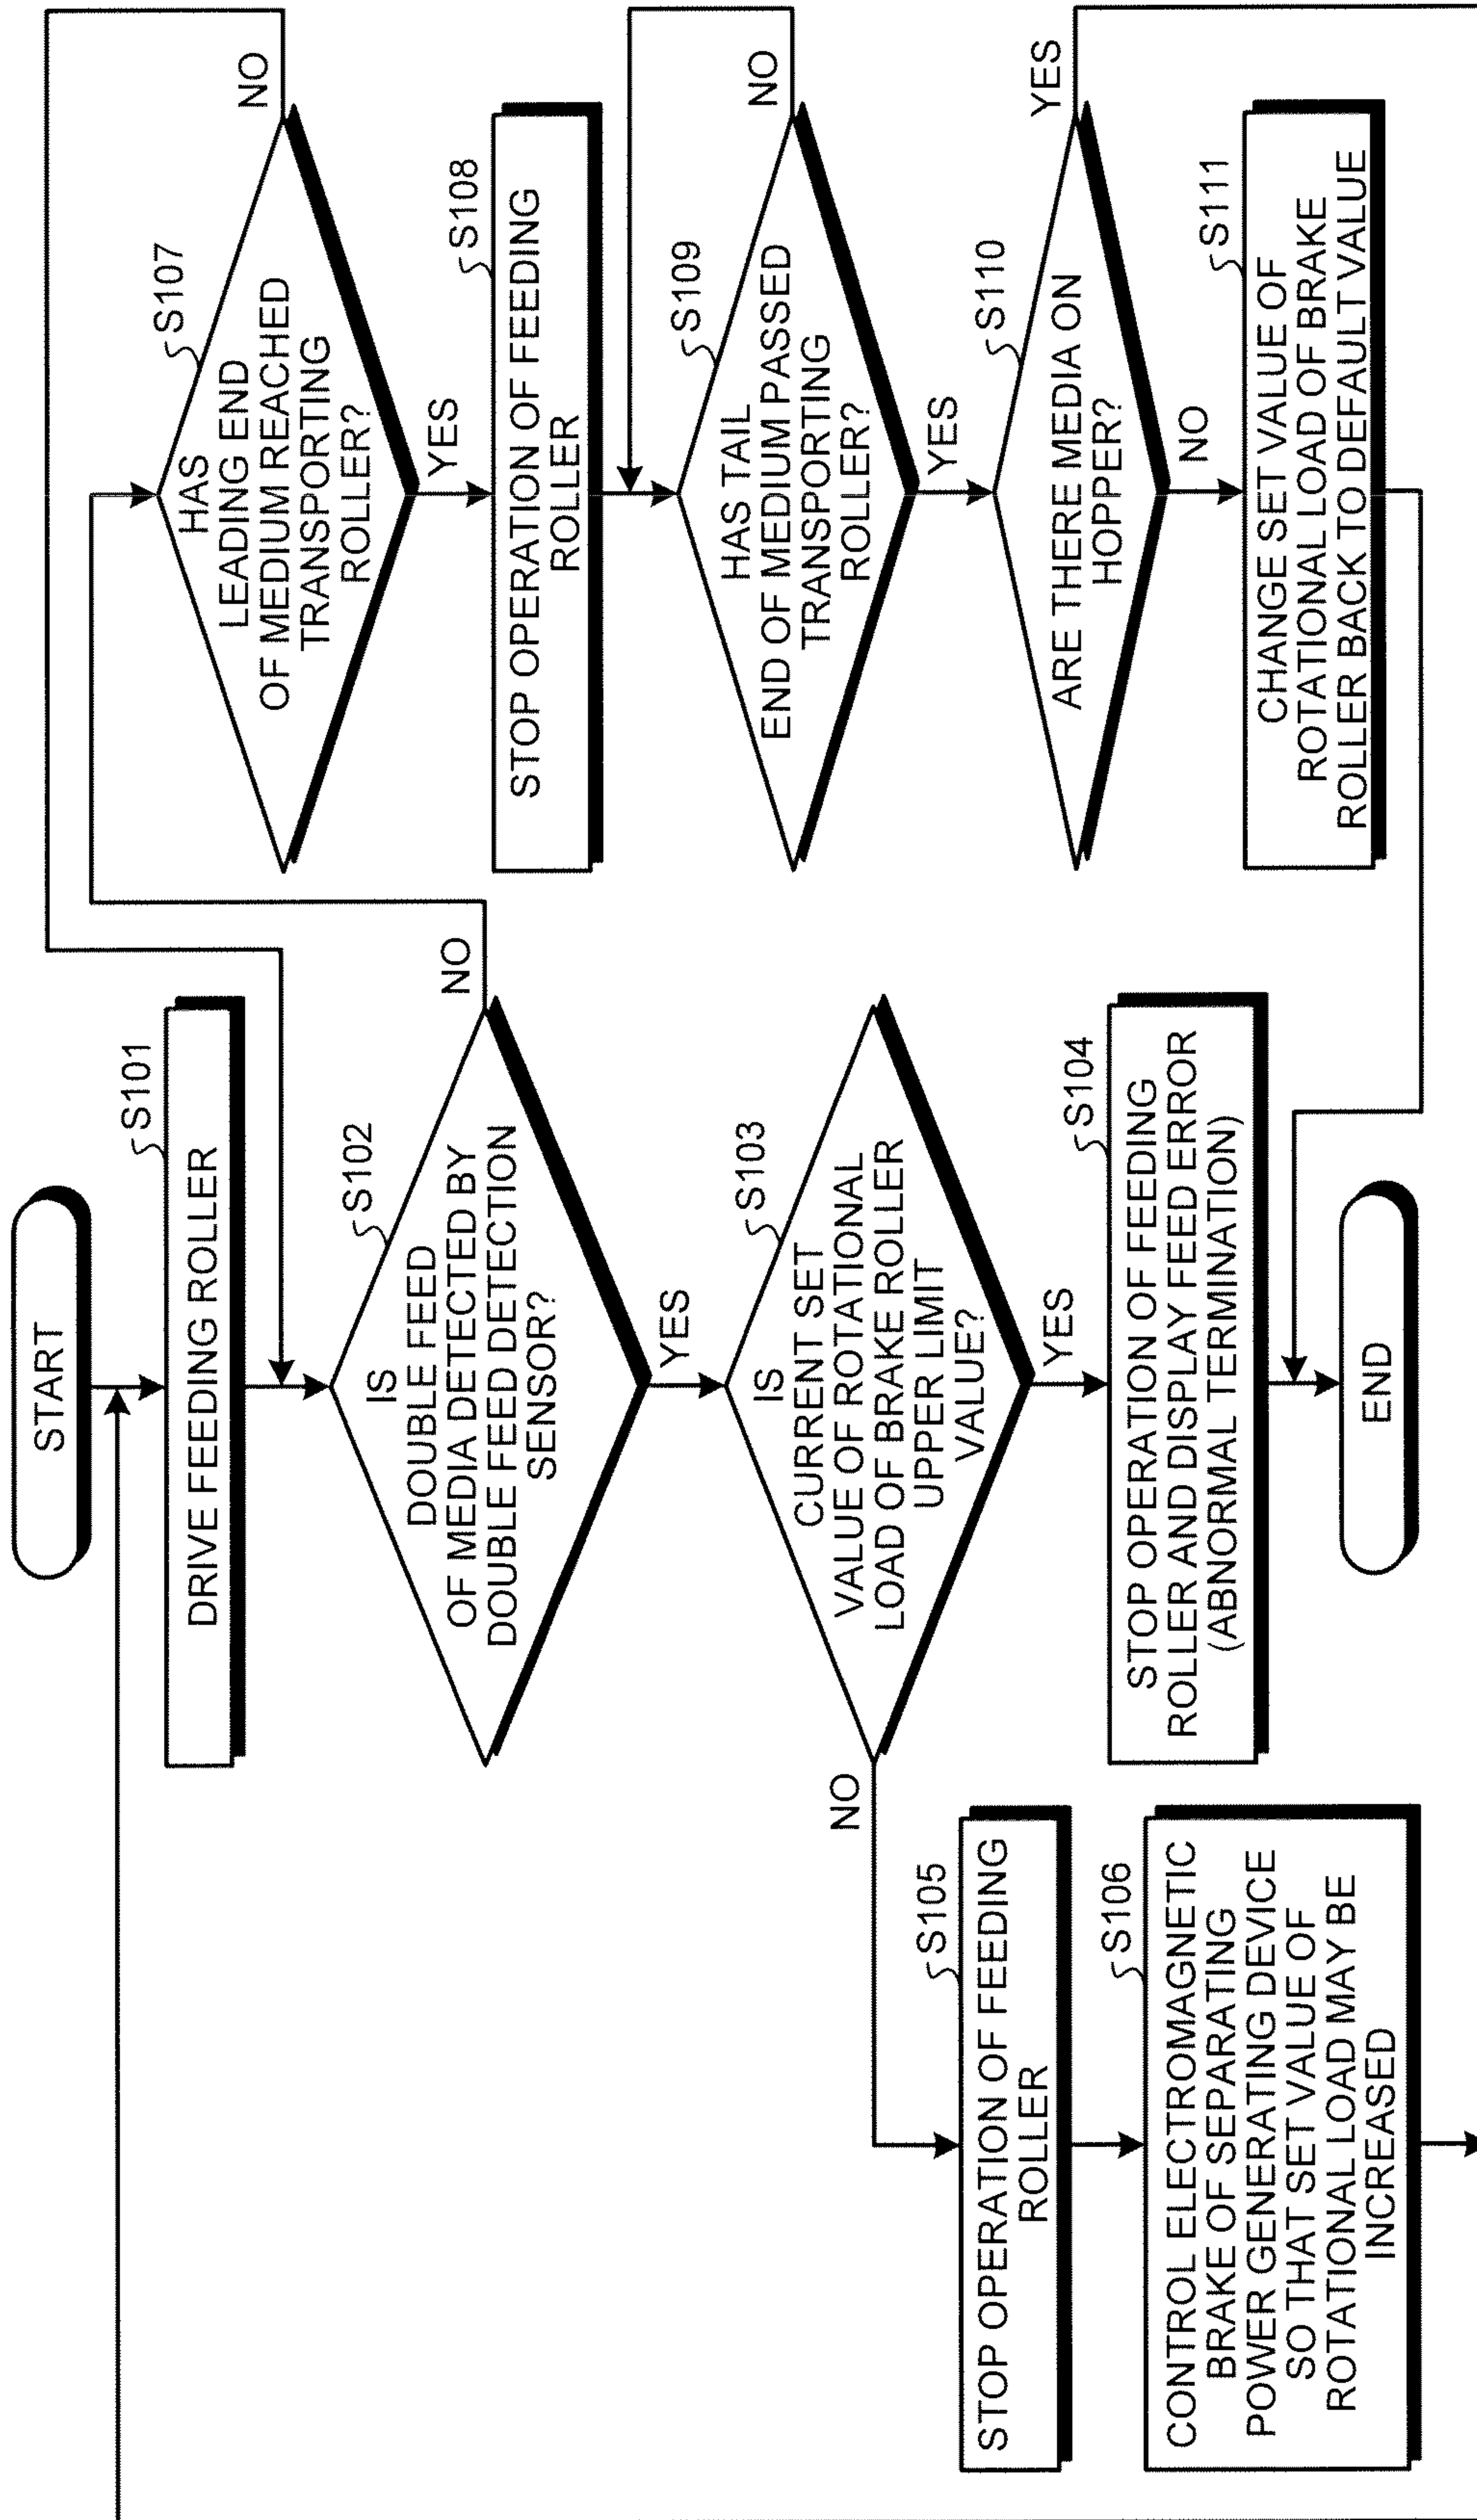 START
DRIVE FEEDING ROLLER
S101
IS
DOUBLE FEED
OF MEDIA DETECTED BY
DOUBLE FEED DETECTION
SENSOR?
S102
NO
YES
IS
CURRENT SET
VALUE OF ROTATIONAL
LOAD OF BRAKE ROLLER
UPPER LIMIT
VALUE?
S103
NO
YES
STOP OPERATION OF FEEDING
ROLLER AND DISPLAY FEED ERROR
(ABNORMAL TERMINATION)
S104
END
STOP OPERATION OF FEEDING
ROLLER
S105
CONTROL ELECTROMAGNETIC
BRAKE OF SEPARATING
POWER GENERATING DEVICE
SO THAT SET VALUE OF
ROTATIONAL LOAD MAY BE
INCREASED
S106
HAS
LEADING END
OF MEDIUM REACHED
TRANSPORTING
ROLLER?
S107
NO
YES
STOP OPERATION OF FEEDING
ROLLER
S108
HAS TAIL
END OF MEDIUM PASSED
TRANSPORTING
ROLLER?
S109
NO
YES
ARE THERE MEDIA ON
HOPPER?
S110
YES
NO
CHANGE SET VALUE OF
ROTATIONAL LOAD OF BRAKE
ROLLER BACK TO DEFAULT VALUE
S111